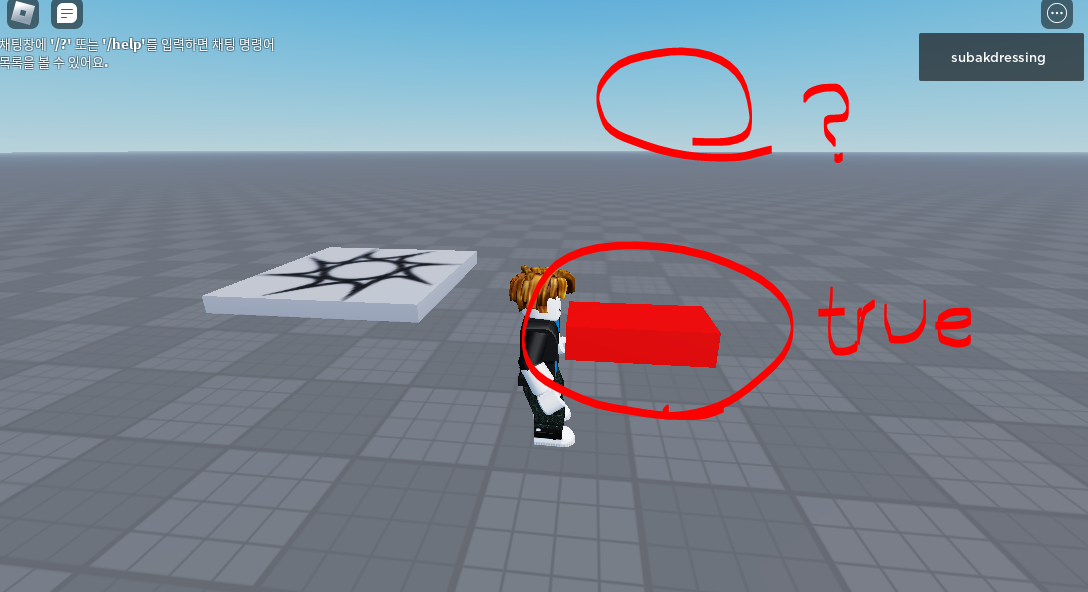 채팅창에 '/?' 또는 '/help'를 입력하면 채팅 명령어
목록을 볼 수 있어요.
subakdressing
?
true